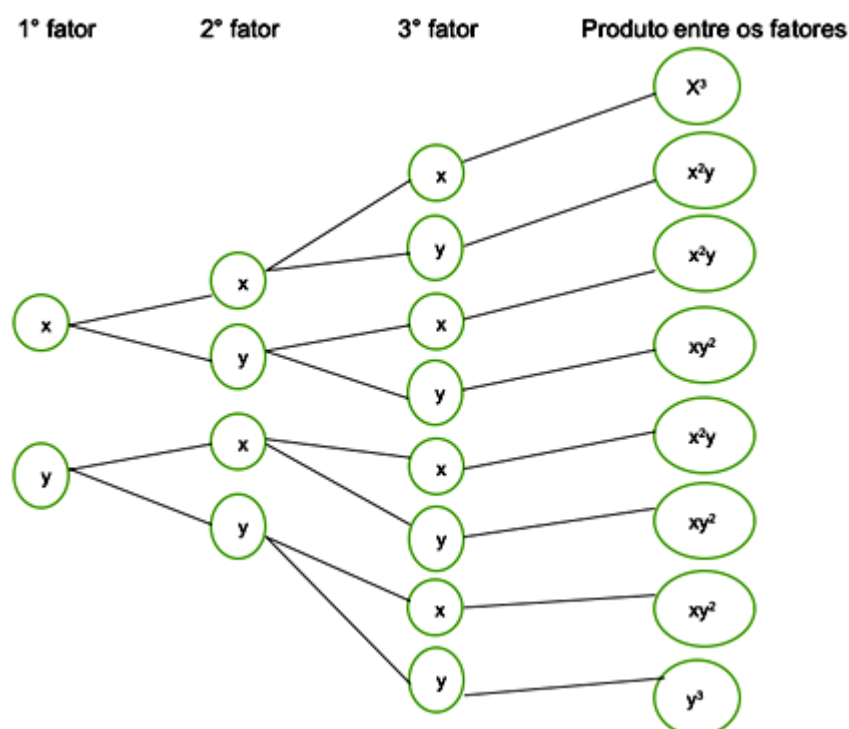 1° fator 2° fator 3° fator Produto entre os fatores
X³
x
x²y
y
x
x²y
x
x
y
xy²
y
x
x²y
y
x
y
xy²
y
x
xy²
y
y³